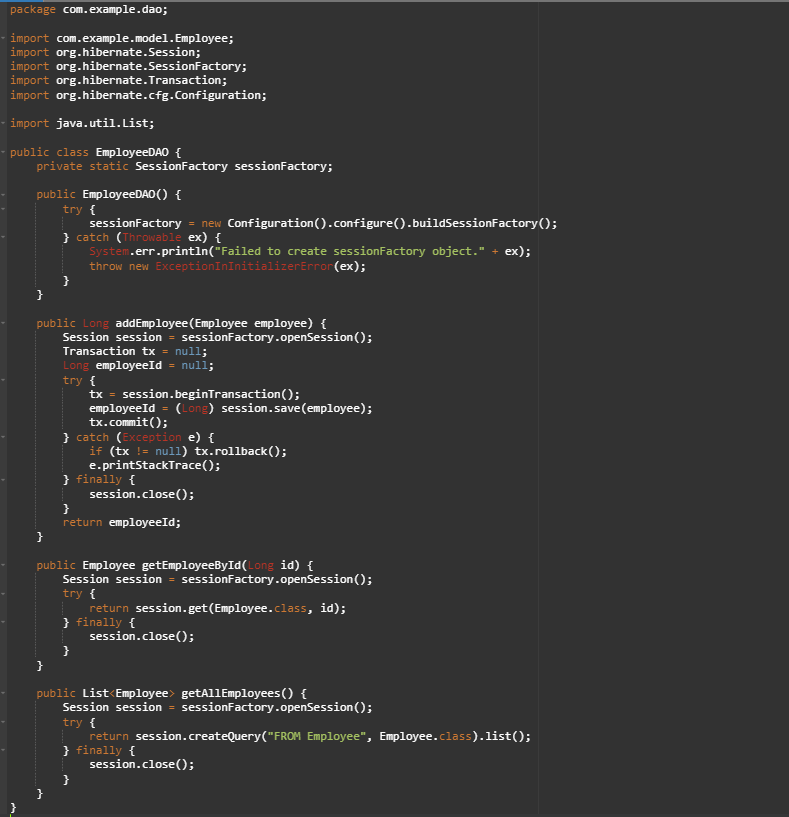 package com.example.dao;
import com.example.model.Employee;
import org.hibernate.Session;
import org.hibernate.SessionFactory;
import org.hibernate.Transaction;
import org.hibernate.cfg.Configuration;
import java.util.List;
public class EmployeeDAO {
    private static SessionFactory sessionFactory;
    public EmployeeDAO() {
        try {
            sessionFactory = new Configuration().configure().buildSessionFactory();
        } catch (Throwable ex) {
            System.err.println("Failed to create sessionFactory object." + ex);
            throw new ExceptionInInitializerError(ex);
        }
    }
    public Long addEmployee(Employee employee) {
        Session session = sessionFactory.openSession();
        Transaction tx = null;
        Long employeeId = null;
        try {
            tx = session.beginTransaction();
            employeeId = (Long) session.save(employee);
            tx.commit();
        } catch (Exception e) {
            if (tx != null) tx.rollback();
            e.printStackTrace();
        } finally {
            session.close();
        }
        return employeeId;
    }
    public Employee getEmployeeById(Long id) {
        Session session = sessionFactory.openSession();
        try {
            return session.get(Employee.class, id);
        } finally {
            session.close();
        }
    }
    public List<Employee> getAllEmployees() {
        Session session = sessionFactory.openSession();
        try {
            return session.createQuery("FROM Employee", Employee.class).list();
        } finally {
            session.close();
        }
    }
}